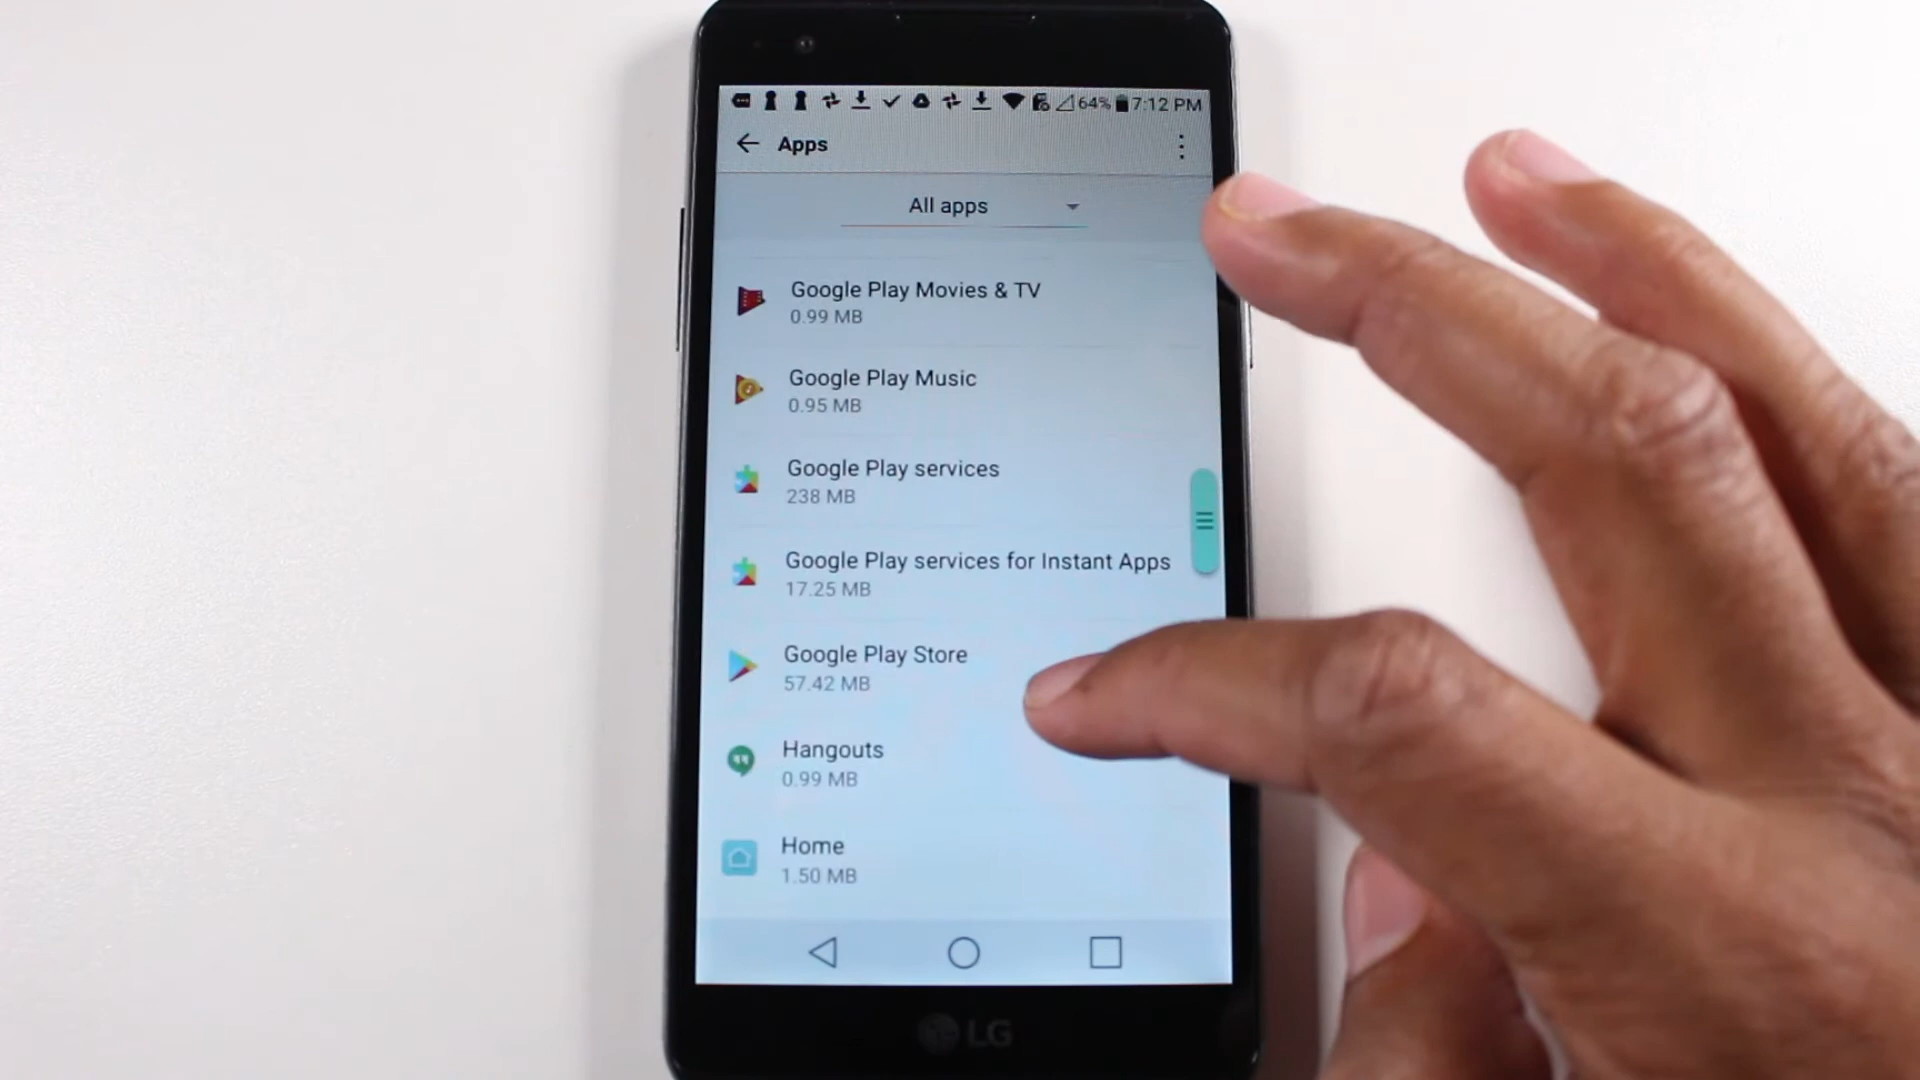 64% 7:12 PM
Apps
All apps
Google Play Movies & TV
0.99 MB
Google Play Music
0.95 MB
Google Play services
238 MB
Google Play services for Instant Apps
17.25 MB
Google Play Store
57.42 MB
Hangouts
0.99 MB
Home
1.50 MB
LG